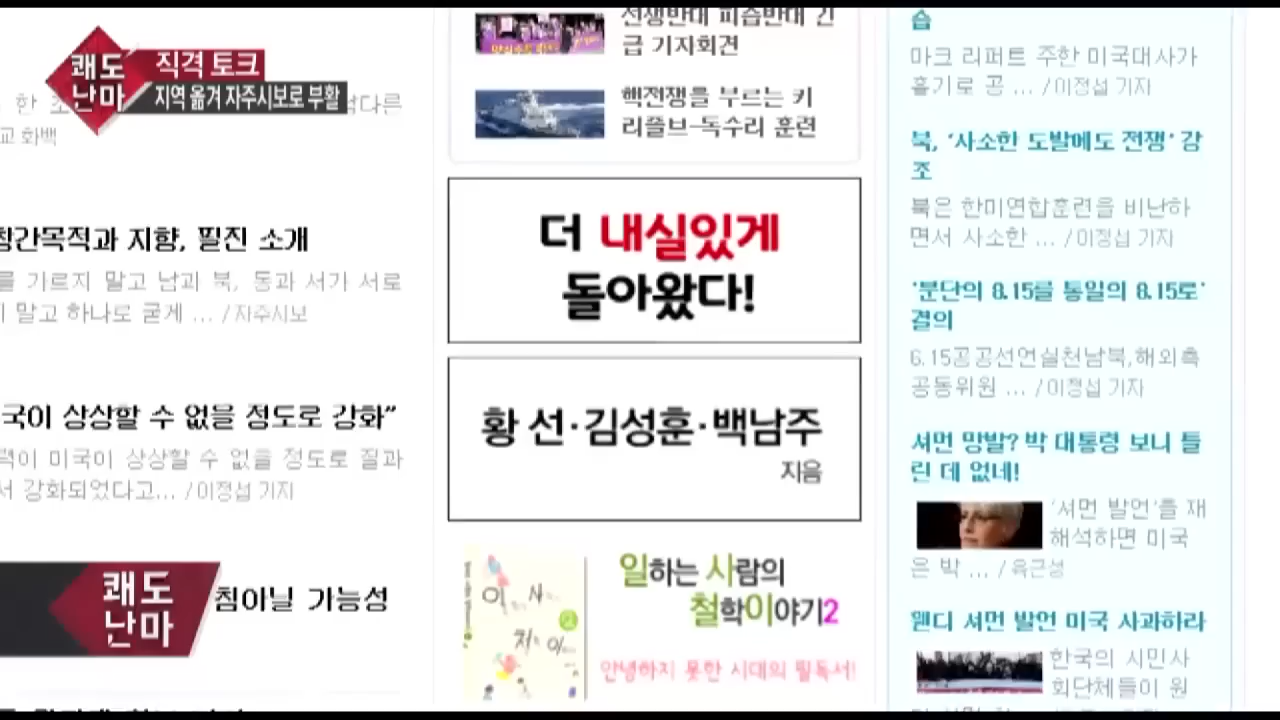 쾌도
난마
직격 토크
지역 옮겨 자주시보로 부활
한
남다른
교 화백
창간목적과 지향, 필진 소개
를 가르지 말고 남과 북, 동과 서가 서로
말고 하나로 굳게 ... /자주시보
국이 상상할 수 없을 정도로 강화”
력이 미국이 상상할 수 없을 정도로 질과
서 강화되었다고... /이정섭 기자
쾌도
난마
침아닐 가능성
전쟁반대 피습반대 긴
급 기자회견
핵전쟁을 부르는 키
리졸브-독수리 훈련
더 내실있게
돌아왔다!
황 선·김성훈·백남주
지음
일하는 사람의
철학이야기2
안녕하지 못한 시대의 필독서!
습
마크 리퍼트 주한 미국대사가
흉기로 공 ... /이정섭 기자
북, ‘사소한 도발에도 전쟁’ 강
조
북은 한미연합훈련을 비난하
면서 사소한 ... /이정섭 기자
‘분단의 8.15를 통일의 8.15로’
결의
6.15공공선언실천남북,해외측
공동위원 ... /이정섭 기자
셔먼 망발? 박 대통령 보니 틀
린 데 없네!
‘셔먼 발언’을 재
해석하면 미국
은 박 ... /육근성
웬디 셔먼 발언 미국 사과하라
한국의 시민사
회단체들이 원